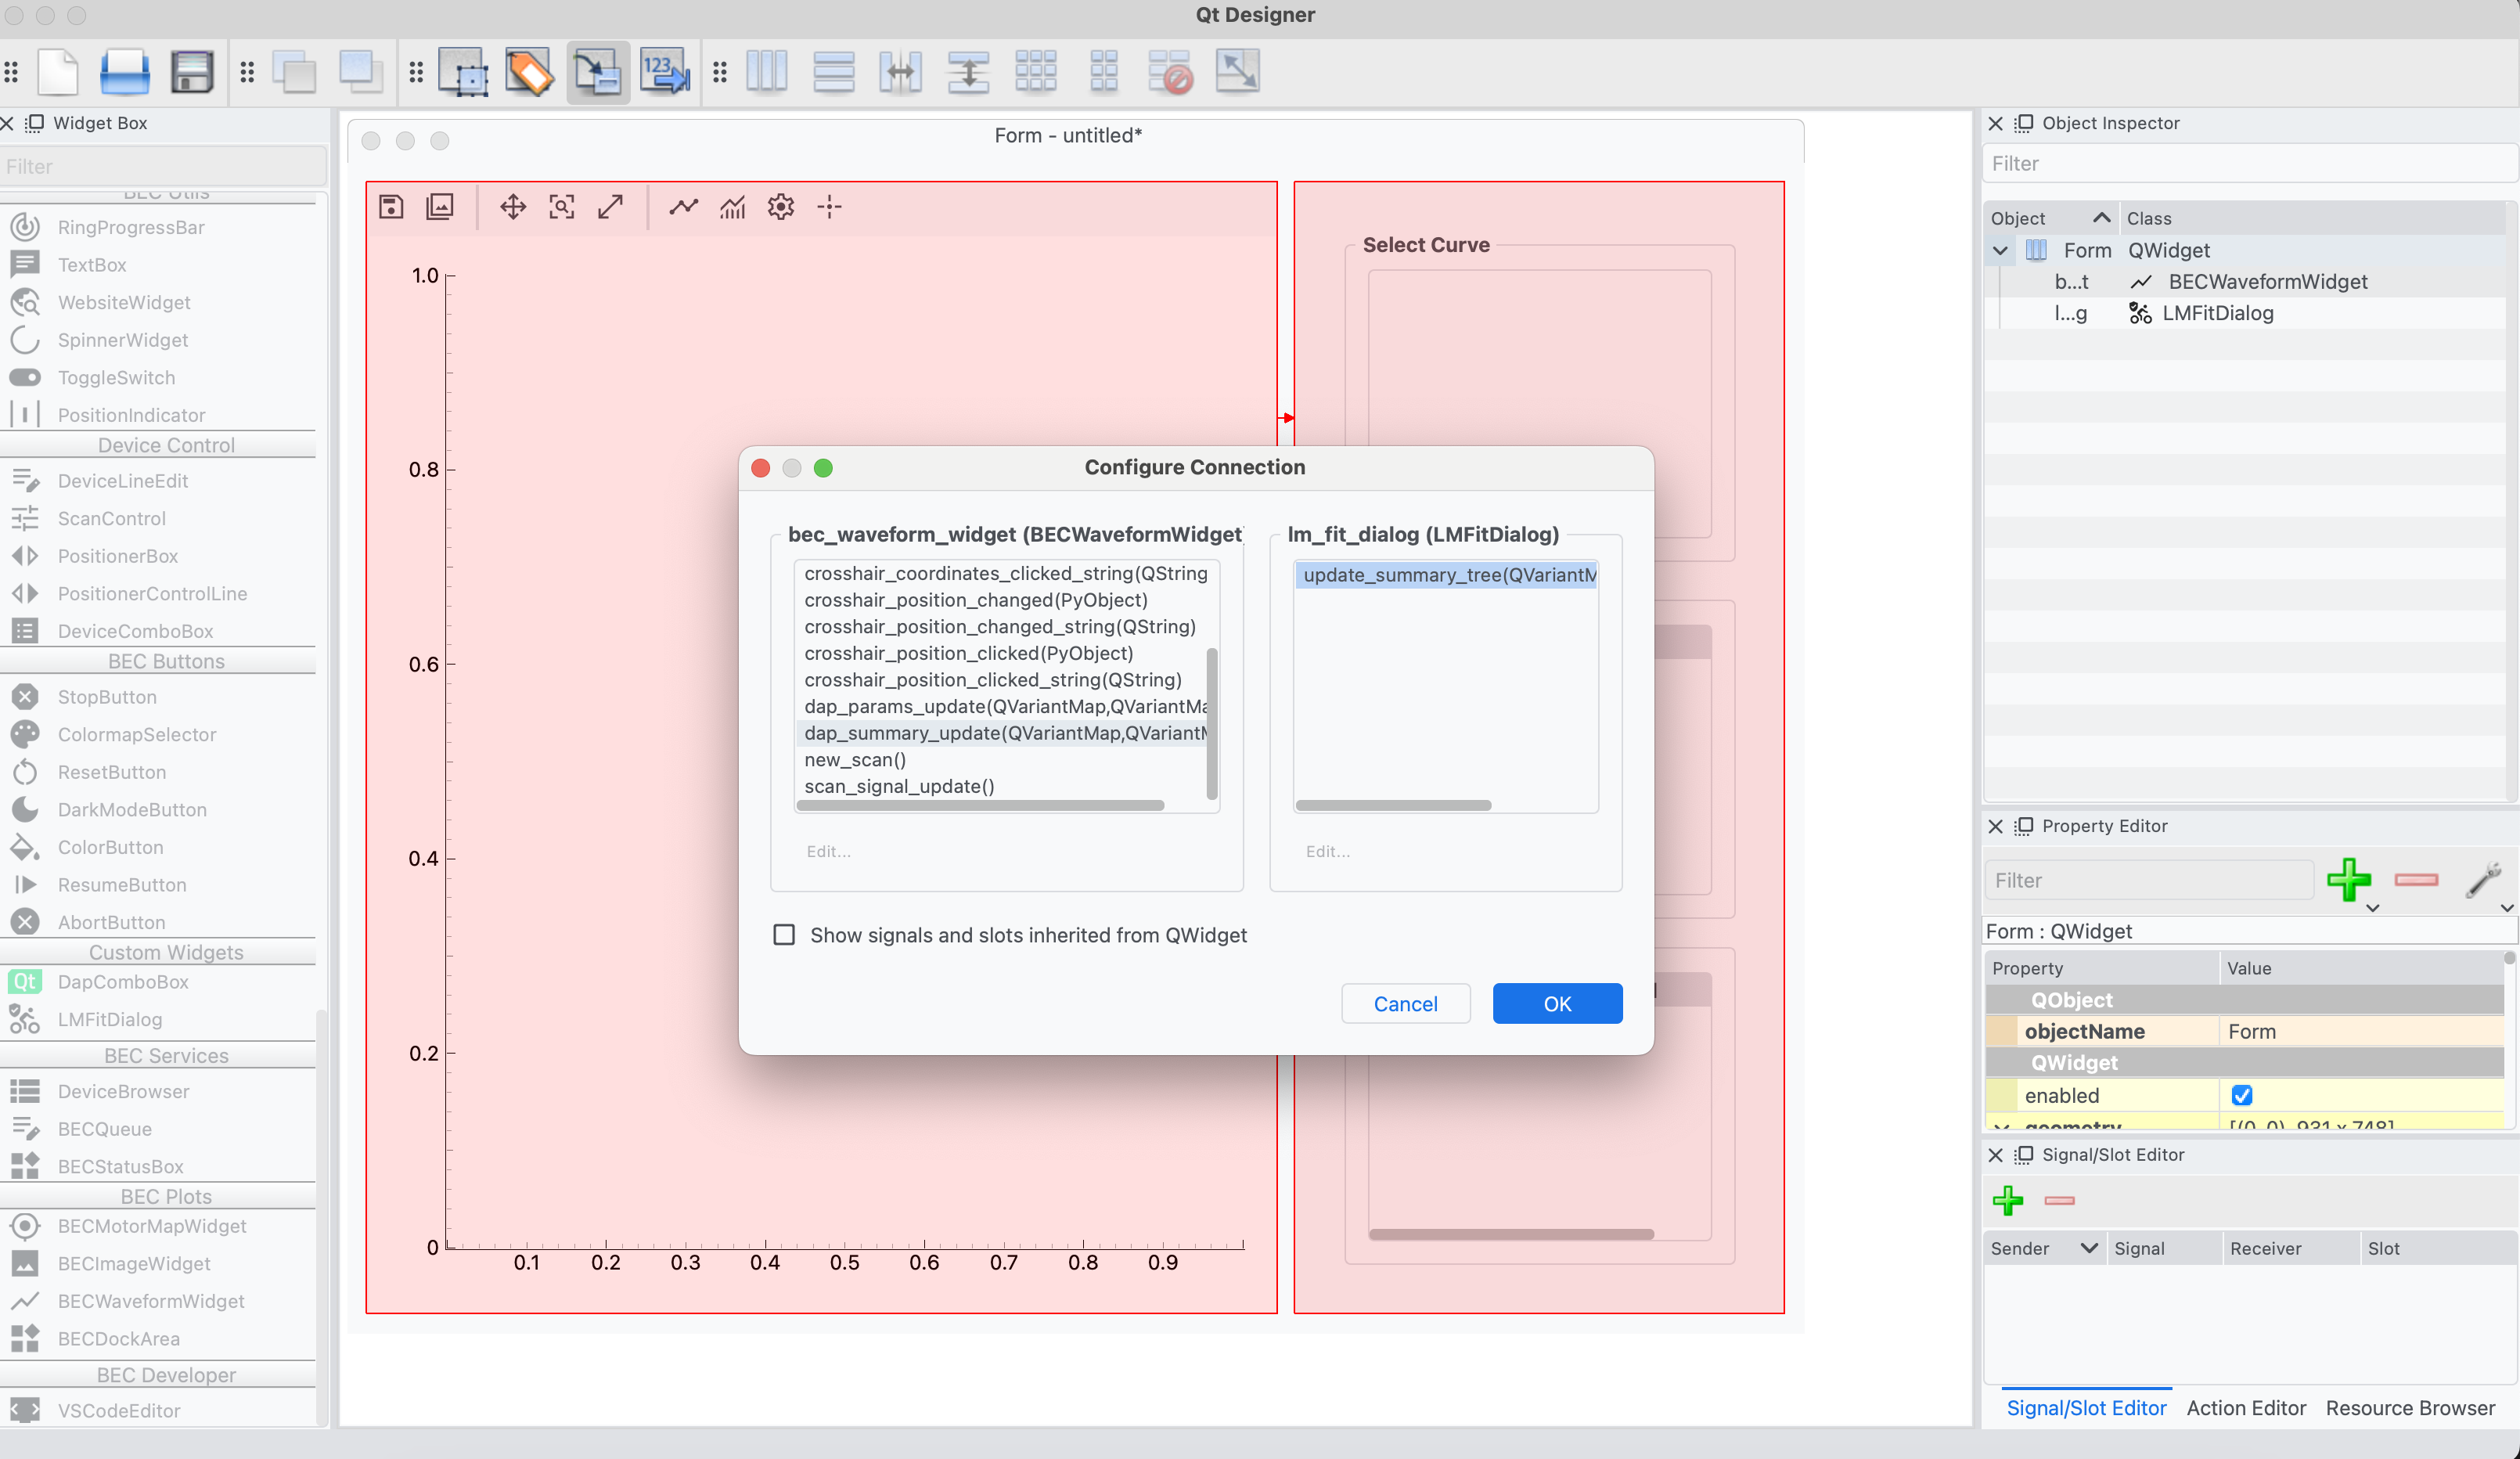 Qt Designer
123
Widget Box
Filter
BEC Utils
RingProgressBar
TextBox
WebsiteWidget
SpinnerWidget
ToggleSwitch
PositionIndicator
Device Control
DeviceLineEdit
ScanControl
PositionerBox
PositionerControlLine
DeviceComboBox
BEC Buttons
StopButton
ColormapSelector
ResetButton
DarkModeButton
ColorButton
ResumeButton
AbortButton
Custom Widgets
Qt DapComboBox
LMFitDialog
BEC Services
DeviceBrowser
BECQueue
BECStatusBox
BEC Plots
BECMotorMapWidget
BECImageWidget
BECWaveformWidget
BECDockArea
BEC Developer
VSCodeEditor
Form - untitled*
1.0
0.8
0.6
0.4
0.2
0
0.1 0.2 0.3 0.4 0.5 0.6 0.7 0.8 0.9
Select Curve
Configure Connection
bec_waveform_widget (BECWaveformWidget)
crosshair_coordinates_clicked_string(QString
crosshair_position_changed(PyObject)
crosshair_position_changed_string(QString)
crosshair_position_clicked(PyObject)
crosshair_position_clicked_string(QString)
dap_params_update(QVariantMap,QVariantMa
dap_summary_update(QVariantMap,QVariantM
new_scan()
scan_signal_update()
Edit...
lm_fit_dialog (LMFitDialog)
update_summary_tree(QVariantM
Edit...
Show signals and slots inherited from QWidget
Cancel OK
Object Inspector
Filter
Object Class
Form QWidget
b...t BECWaveformWidget
l...g LMFitDialog
Property Editor
Filter
Form : QWidget
Property Value
QObject
objectName Form
QWidget
enabled
geometry [(0, 0), 931 x 748]
Signal/Slot Editor
Sender Signal Receiver Slot
Signal/Slot Editor Action Editor Resource Browser